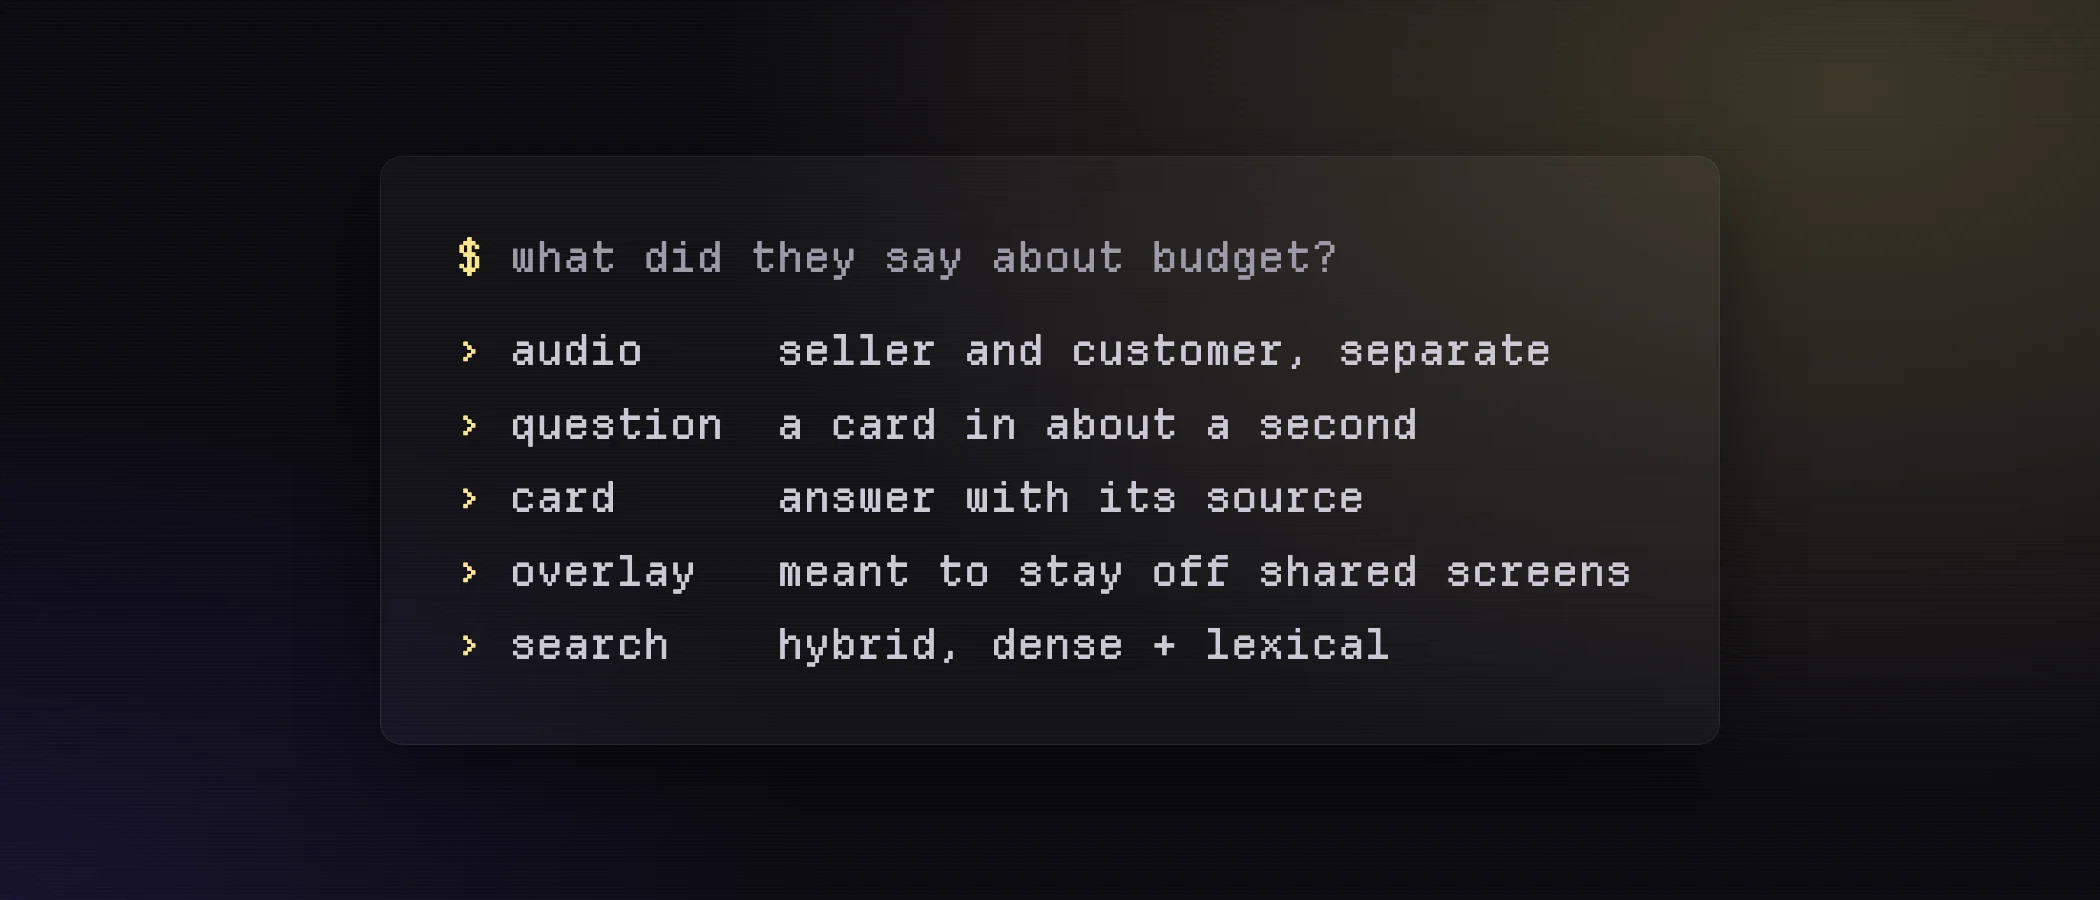 $ what did they say about budget?
> audio seller and customer, separate
> question a card in about a second
> card answer with its source
> overlay meant to stay off shared screens
> search hybrid, dense + lexical